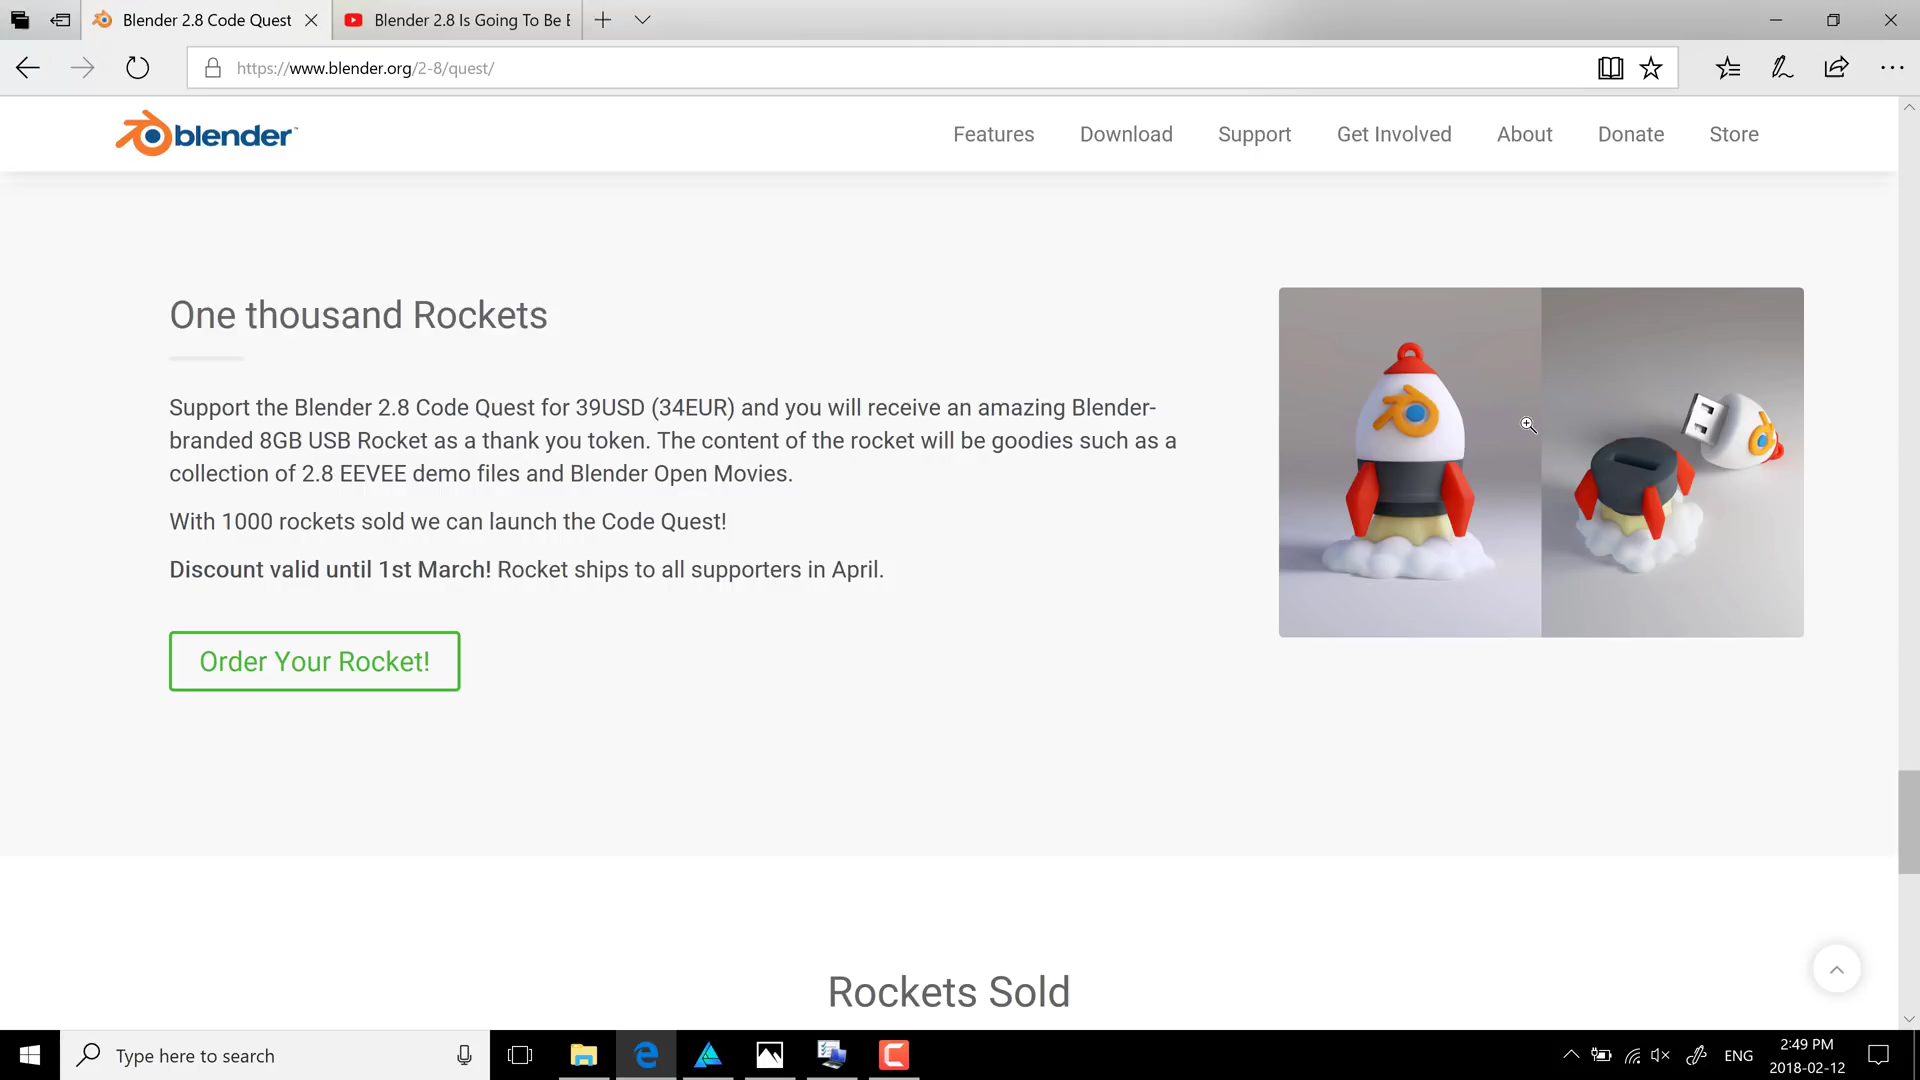 Blender 2.8 Code Quest
Blender 2.8 Is Going To Be
https://www.blender.org/2-8/quest/
blender™
Features
Download
Support
Get Involved
About
Donate
Store
One thousand Rockets
Support the Blender 2.8 Code Quest for 39USD (34EUR) and you will receive an amazing Blender-
branded 8GB USB Rocket as a thank you token. The content of the rocket will be goodies such as a
collection of 2.8 EEVEE demo files and Blender Open Movies.
With 1000 rockets sold we can launch the Code Quest!
Discount valid until 1st March! Rocket ships to all supporters in April.
Order Your Rocket!
Rockets Sold
Type here to search
ENG
2:49 PM
2018-02-12